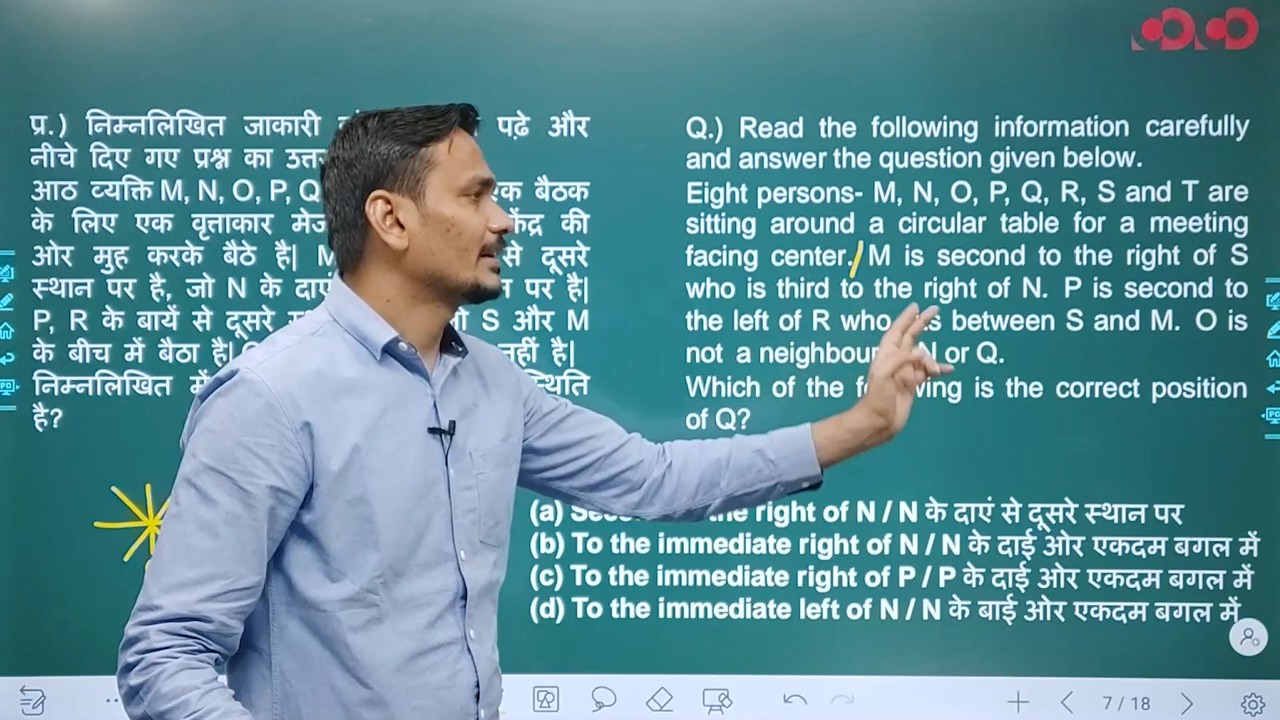 प्र.) निम्नलिखित जाकारी पढ़े और
नीचे दिए गए प्रश्न का
आठ व्यक्ति M, N, O, P, Q बैठक
के लिए एक वृत्ताकार केंद्र की
ओर मुह करके बैठे है| M से दूसरे
स्थान पर है, जो N के पर है|
P, R के बायें से दूसरे S और M
के बीच में बैठा है| नहीं है|
निम्नलिखित में
है?
Q.) Read the following information carefully
and answer the question given below.
Eight persons- M, N, O, P, Q, R, S and T are
sitting around a circular table for a meeting
facing center. M is second to the right of S
who is third to the right of N. P is second to
the left of R who between S and M. O is
not a neighbour N or Q.
Which of the is the correct position
of Q?
(a) the right of N / N के दाएं से दूसरे स्थान पर
(b) To the immediate right of N / N के दाई ओर एकदम बगल में
(c) To the immediate right of P / P के दाई ओर एकदम बगल में
(d) To the immediate left of N / N के बाई ओर एकदम बगल में
7 / 18